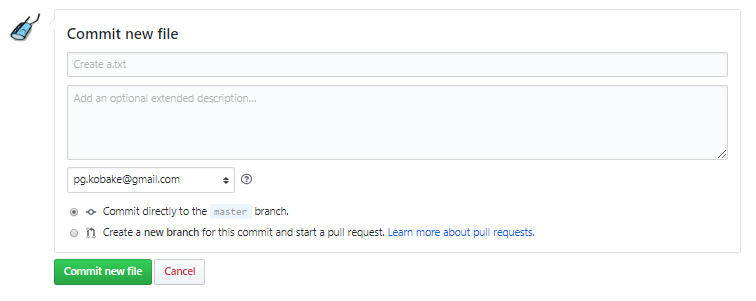 Commit new file
Create a.txt
Add an optional extended description...
pg.kobake@gmail.com
Commit directly to the master branch.
Create a new branch for this commit and start a pull request. Learn more about pull requests.
Commit new file Cancel